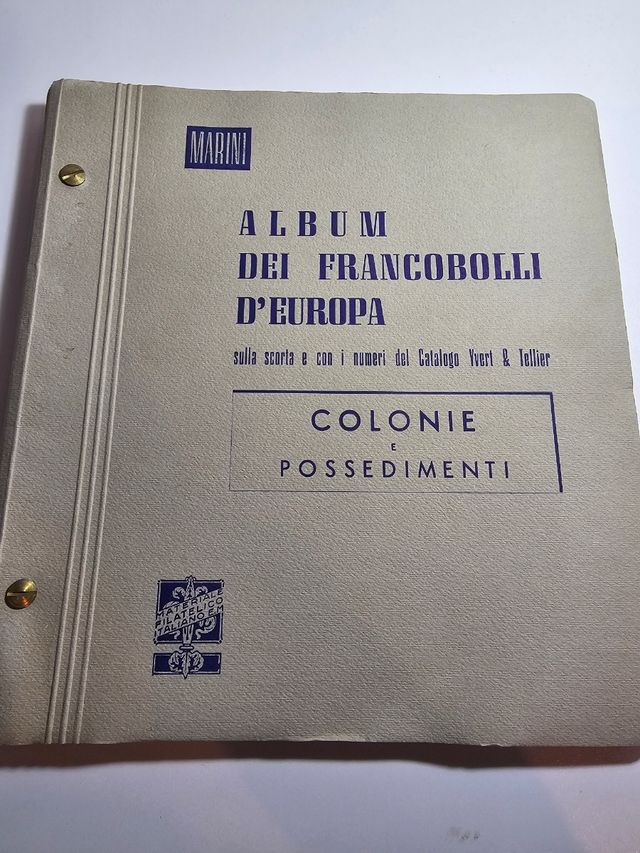 MARINI
ALBUM
DEI FRANCOBOLLI
D'EUROPA
sulla scorta e con i numeri del Catalogo Yvert & Tellier
COLONIE
E
POSSEDIMENTI
MATERIALE
FILATELICO
ITALIANO E.M.